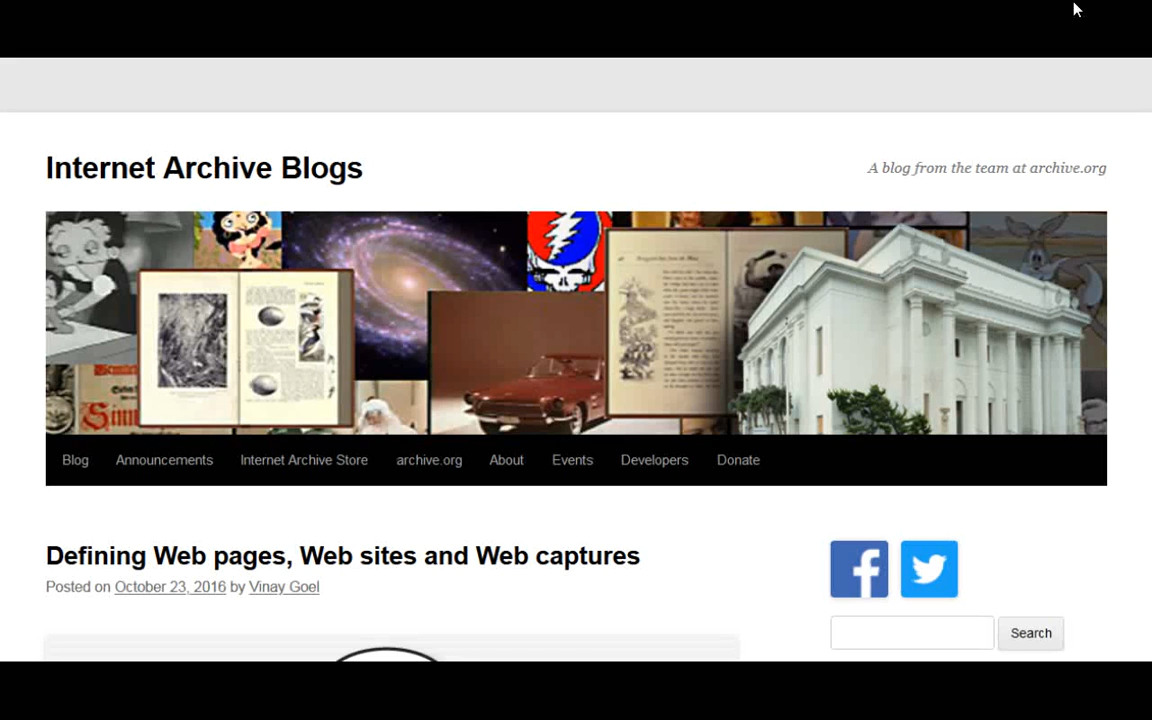 Internet Archive Blogs
A blog from the team at archive.org
Blog Announcements Internet Archive Store archive.org About Events Developers Donate
Defining Web pages, Web sites and Web captures
Posted on October 23, 2016 by Vinay Goel
Search